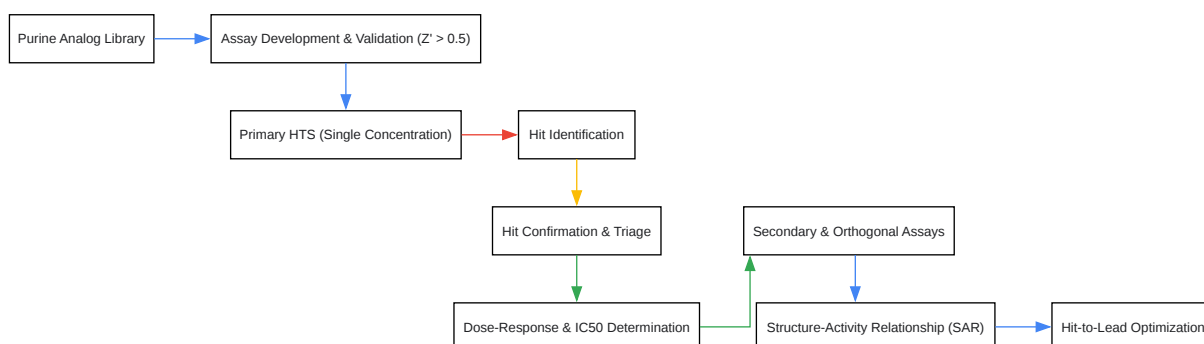 Purine Analog Library
Assay Development & Validation (Z' > 0.5)
Primary HTS (Single Concentration)
Hit Identification
Hit Confirmation & Triage
Secondary & Orthogonal Assays
Dose-Response & IC50 Determination
Structure-Activity Relationship (SAR)
Hit-to-Lead Optimization